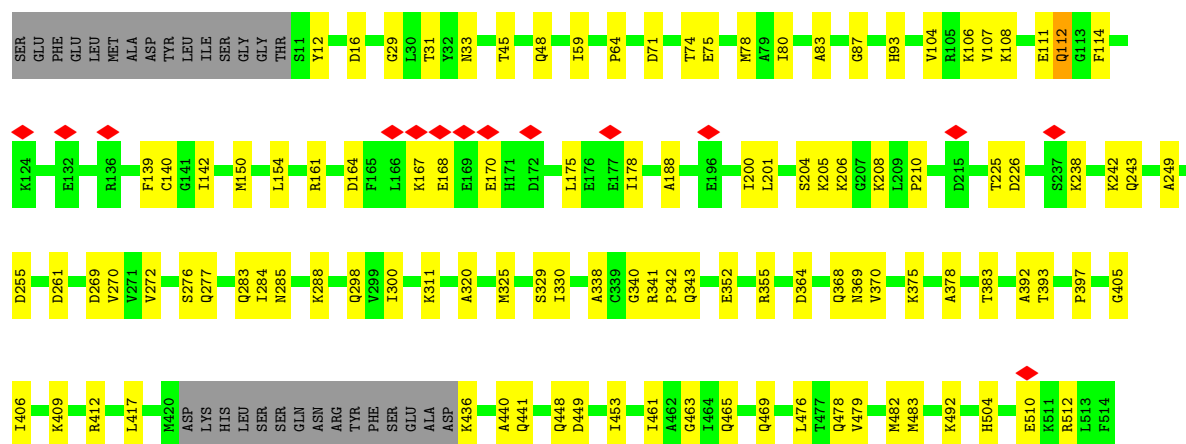 SER GLU PHE GLU LEU MET ALA ASP TYR LEU ILE SER GLY GLY THR S11 Y12 D16 G29 L30 T31 Y32 N33 T45 Q48 I59 P64 D71 T74 E75 M78 A79 I80 A83 G87 H93 V104 R105 K106 V107 K108 E111 Q112 G113 F114
K124 E132 R136 F139 C140 G141 I142 M150 L154 R161 D164 F165 L166 K167 E168 E169 E170 H171 D172 L175 E176 E177 I178 A188 E196 I200 L201 S204 K205 K206 G207 K208 L209 P210 D215 T225 D226 S237 K238 K242 Q243 A249
D255 D261 D269 V270 V271 V272 S276 Q277 Q283 I284 N285 K288 Q298 V299 I300 K311 A320 M325 S329 I330 A338 C339 G340 R341 P342 Q343 E352 R355 D364 Q368 N369 V370 K375 A378 T383 A392 T393 P397 G405
I406 K409 R412 L417 M420 ASP LYS HIS LEU SER SER GLN ASN ARG TYR PHE SER GLU ALA ASP K436 A440 Q441 Q448 D449 I453 I461 A462 G463 I464 Q465 Q469 L476 T477 Q478 V479 M482 M483 K492 H504 E510 K511 R512 L513 F514